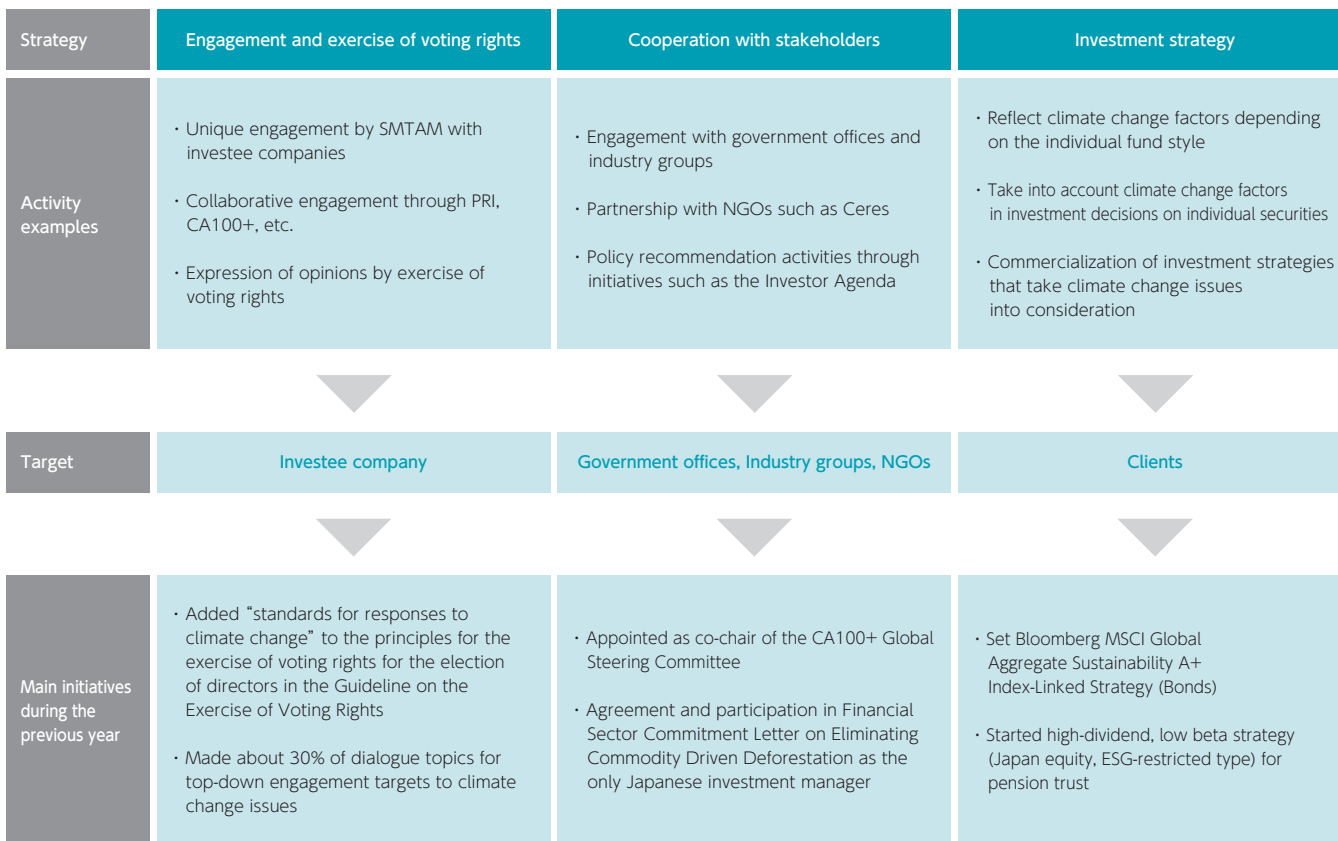 Strategy
Engagement and exercise of voting rights
Cooperation with stakeholders
Investment strategy
Activity
examples
・Unique engagement by SMTAM with
investee companies
・Collaborative engagement through PRI,
CA100+, etc.
・Expression of opinions by exercise of
voting rights
・Engagement with government offices and
industry groups
・Partnership with NGOs such as Ceres
・Policy recommendation activities through
initiatives such as the Investor Agenda
・Reflect climate change factors depending
on the individual fund style
・Take into account climate change factors
in investment decisions on individual securities
・Commercialization of investment strategies
that take climate change issues
into consideration
Target
Investee company
Government offices, Industry groups, NGOs
Clients
Main initiatives
during the
previous year
・Added “standards for responses to
climate change” to the principles for the
exercise of voting rights for the election
of directors in the Guideline on the
Exercise of Voting Rights
・Made about 30% of dialogue topics for
top-down engagement targets to climate
change issues
・Appointed as co-chair of the CA100+ Global
Steering Committee
・Agreement and participation in Financial
Sector Commitment Letter on Eliminating
Commodity Driven Deforestation as the
only Japanese investment manager
・Set Bloomberg MSCI Global
Aggregate Sustainability A+
Index-Linked Strategy (Bonds)
・Started high-dividend, low beta strategy
(Japan equity, ESG-restricted type) for
pension trust